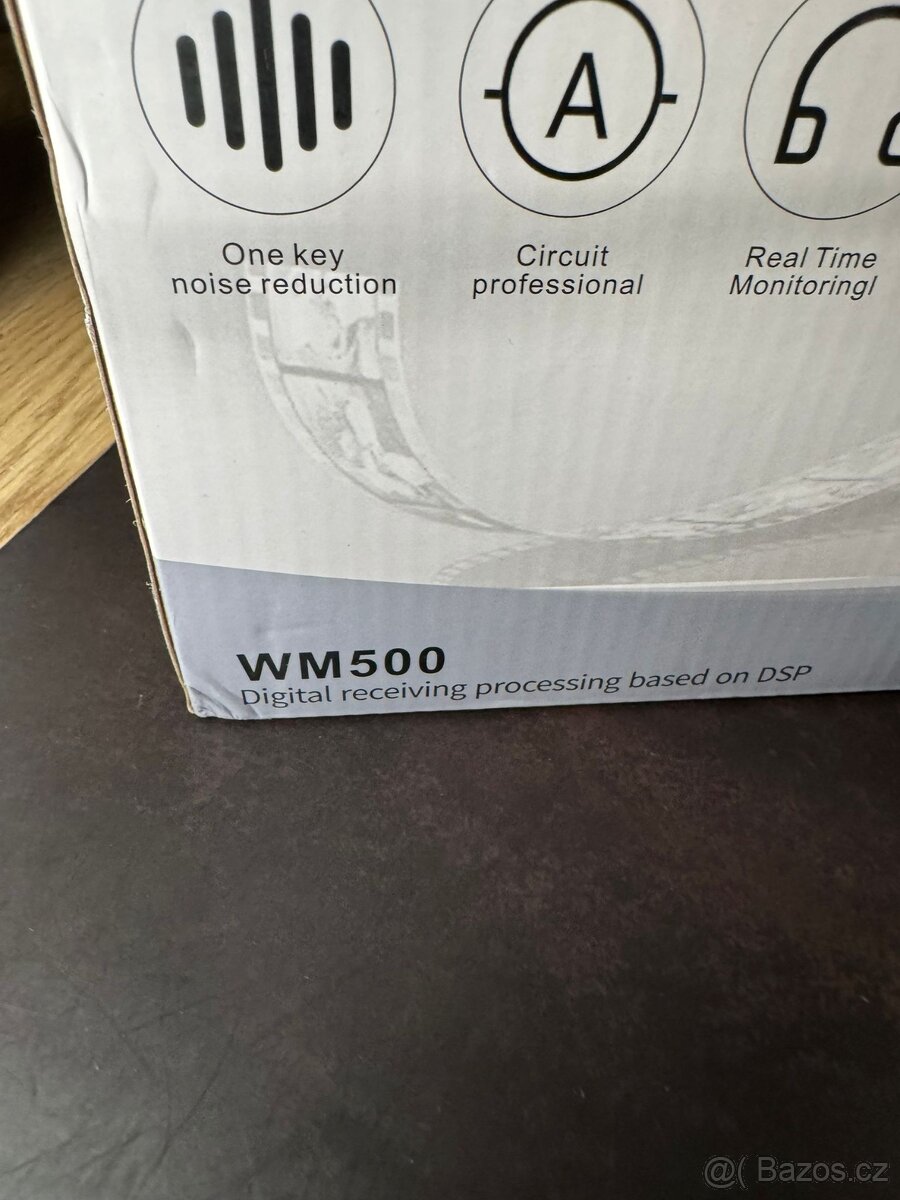 A
One key
noise reduction
Circuit
professional
Real Time
Monitoringl
WM500
Digital receiving processing based on DSP
@( Bazos.cz